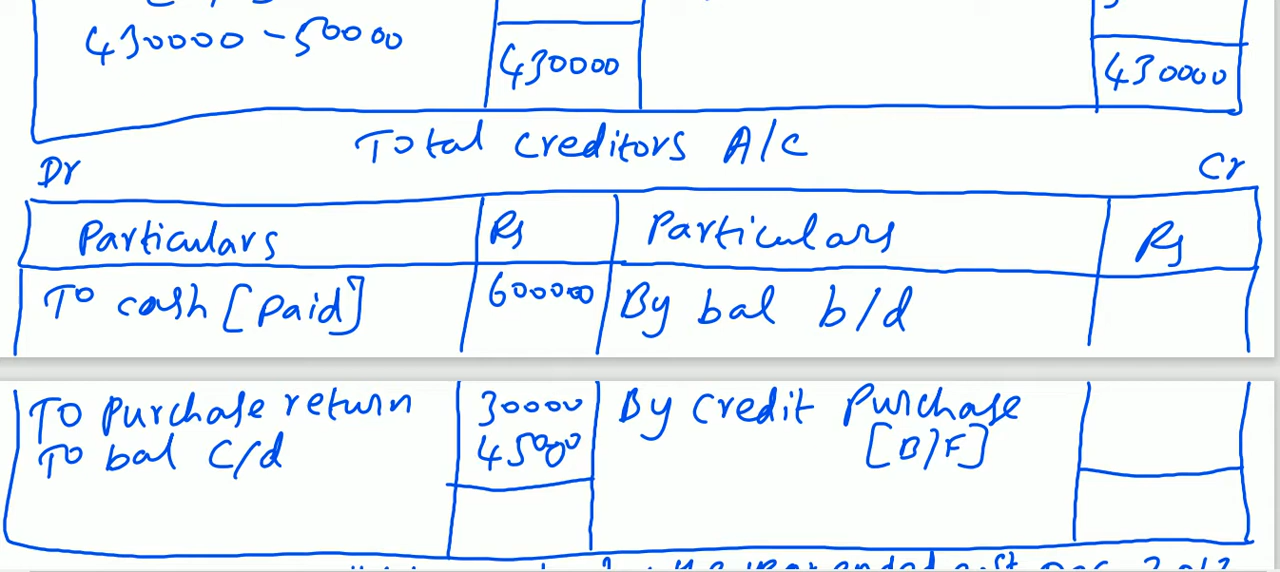 430000 - 50000
430000 430000
Total creditors A/c
Dr Cr
Particulars Rs Particulars Rs
To cash [Paid] 600000 By bal b/d
To Purchase return 30000 By credit Purchase
To bal C/d 45000 [B/F]